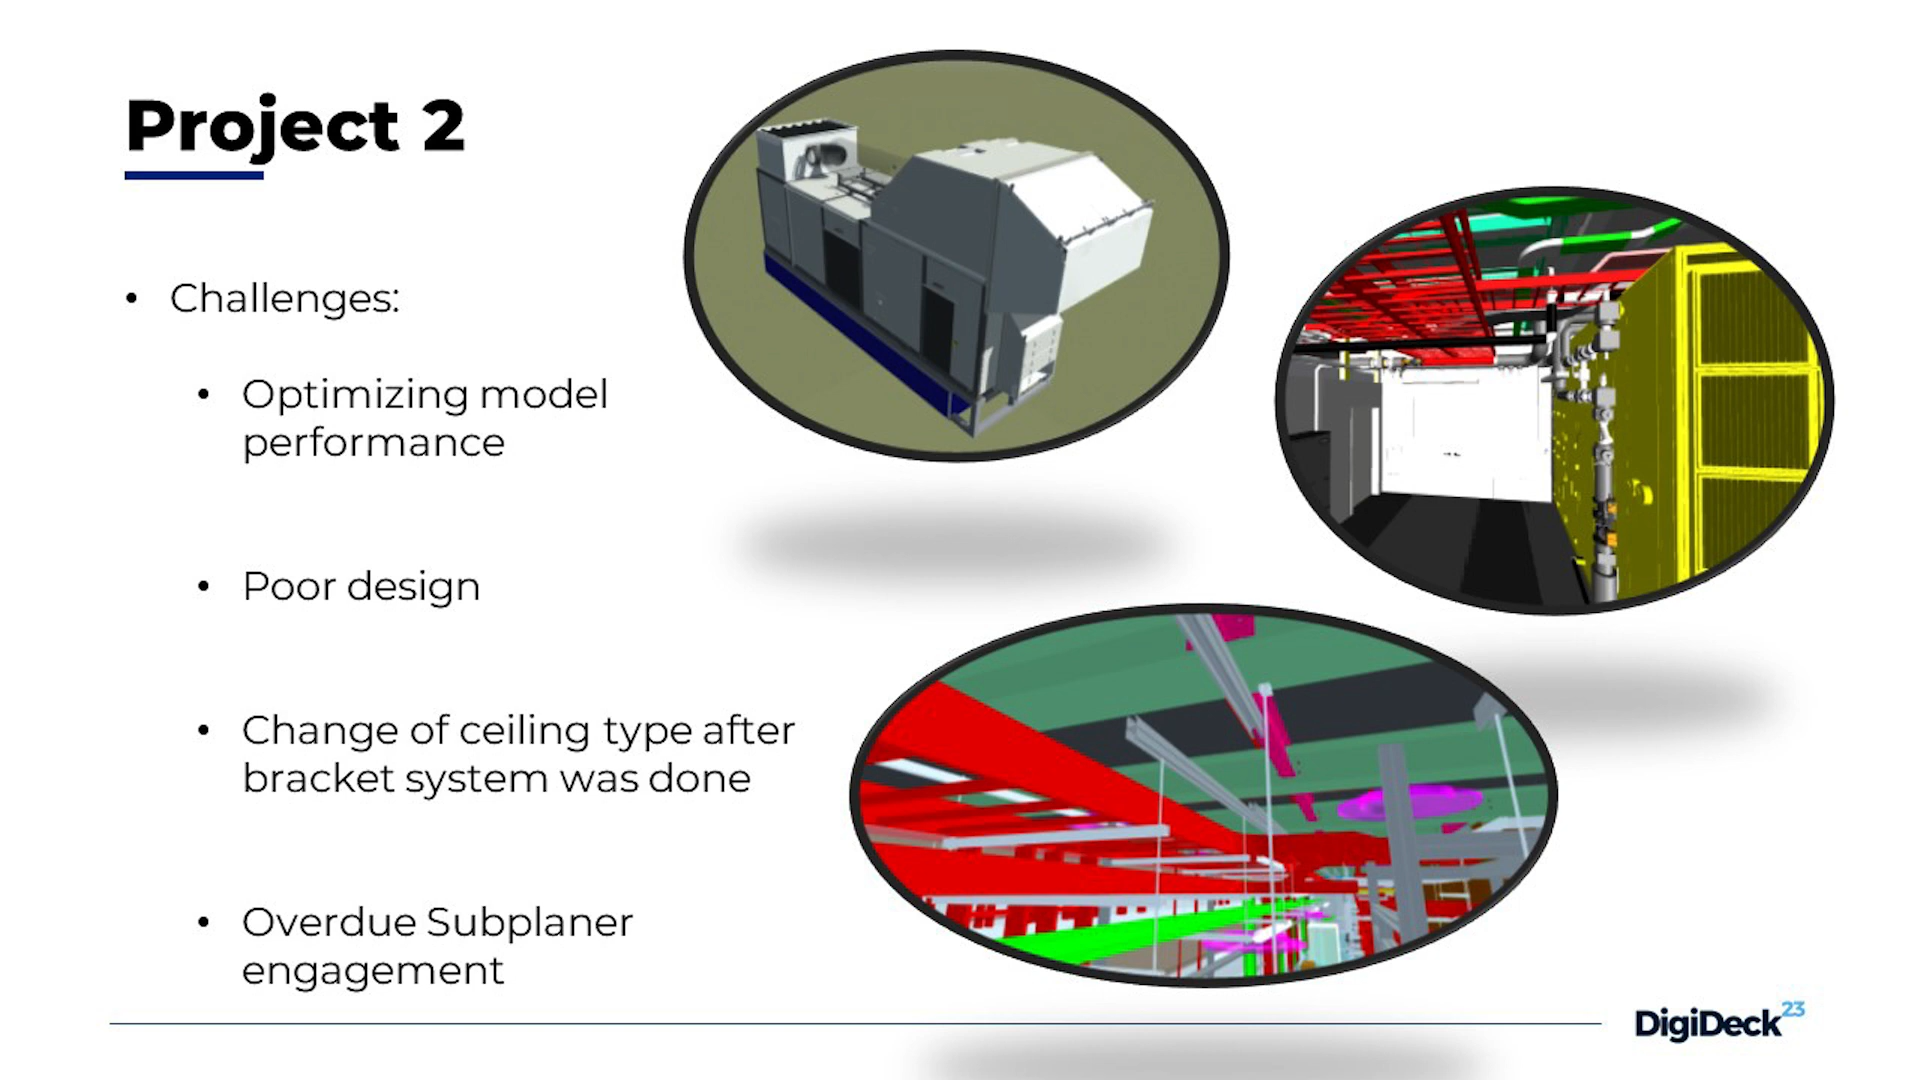 Project 2
• Challenges:
• Optimizing model
performance
• Poor design
• Change of ceiling type after
bracket system was done
• Overdue Subplaner
engagement
DigiDeck23